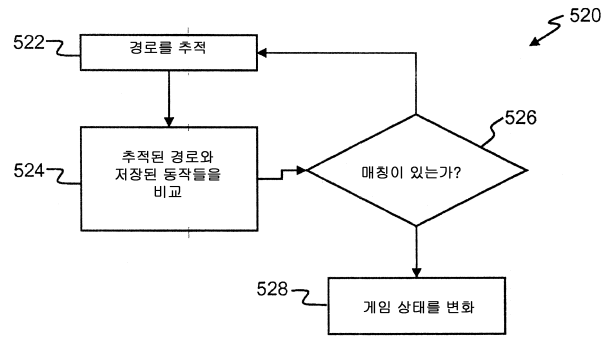 520
522
경로를 추적
524
추적된 경로와
저장된 동작들을
비교
526
매칭이 있는가?
528
게임 상태를 변화